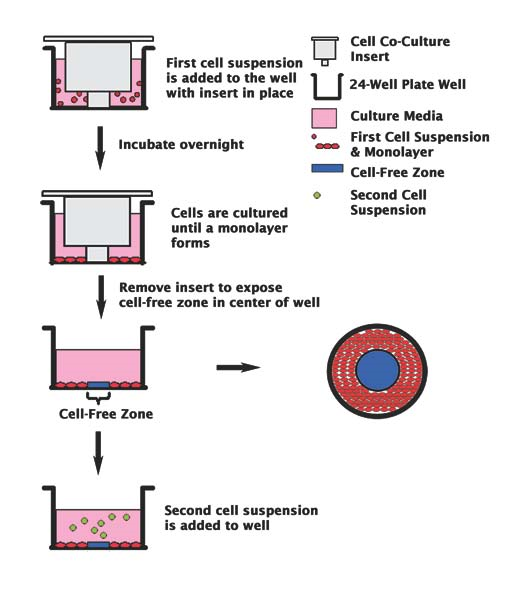 First cell suspension
is added to the well
with insert in place
Incubate overnight
Cells are cultured
until a monolayer
forms
Remove insert to expose
cell-free zone in center of well
Cell-Free Zone
Second cell suspension
is added to well
Cell Co-Culture
Insert
24-Well Plate Well
Culture Media
First Cell Suspension
& Monolayer
Cell-Free Zone
Second Cell
Suspension